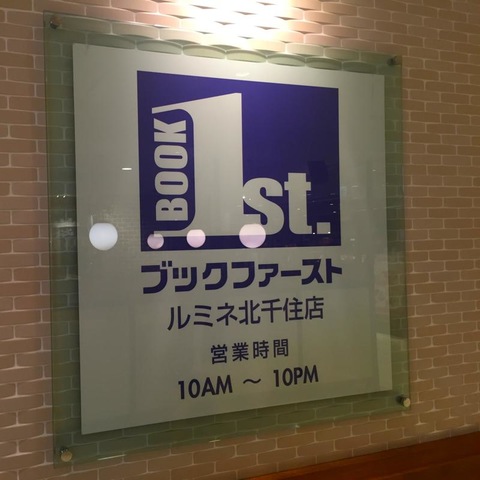 BOOK
1st.
ブックファースト
ルミネ北千住店
営業時間
10AM 〜 10PM